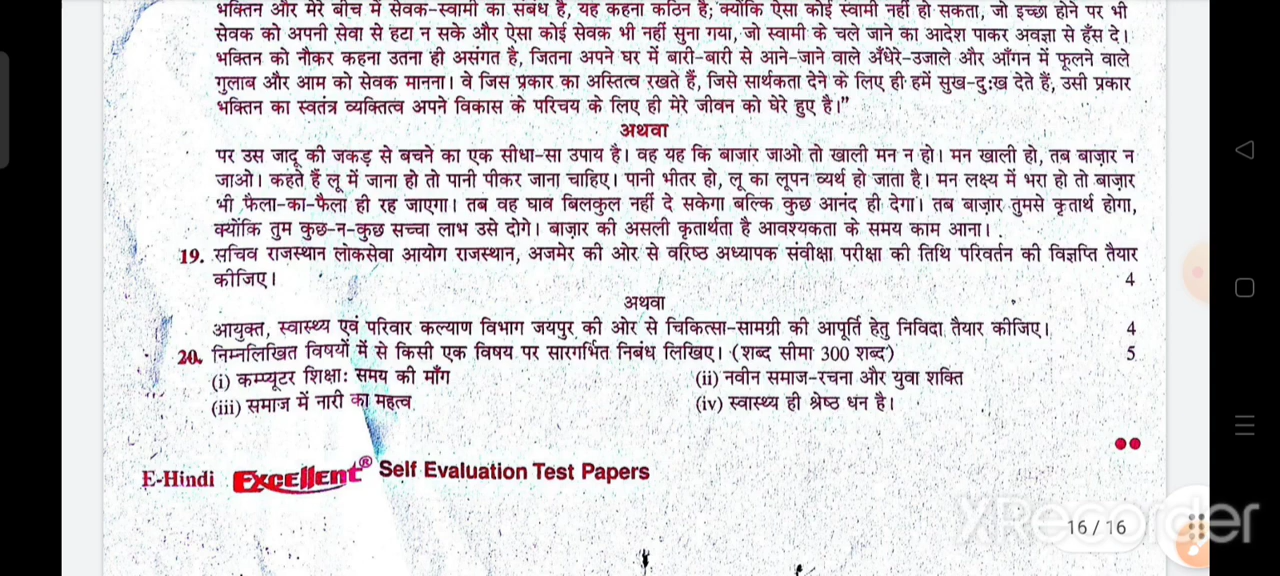 भक्तिन और मेरे बीच में सेवक-स्वामी का संबंध है, यह कहना कठिन है; क्योंकि ऐसा कोई स्वामी नहीं हो सकता, जो इच्छा होने पर भी
सेवक को अपनी सेवा से हटा न सके और ऐसा कोई सेवक भी नहीं सुना गया, जो स्वामी के चले जाने का आदेश पाकर अवज्ञा से हँस दे।
भक्तिन को नौकर कहना उतना ही असंगत है, जितना अपने घर में बारी-बारी से आने-जाने वाले अँधेरे-उजाले और आँगन में फूलने वाले
गुलाब और आम को सेवक मानना। वे जिस प्रकार का अस्तित्व रखते हैं, जिसे सार्थकता देने के लिए ही हमें सुख-दुःख देते हैं, उसी प्रकार
भक्तिन का स्वतंत्र व्यक्तित्व अपने विकास के परिचय के लिए ही मेरे जीवन को घेरे हुए है।”
अथवा
पर उस जादू की जकड़ से बचने का एक सीधा-सा उपाय है। वह यह कि बाजार जाओ तो खाली मन न हो। मन खाली हो, तब बाज़ार न
जाओ। कहते हैं लू में जाना हो तो पानी पीकर जाना चाहिए। पानी भीतर हो, लू का लूपन व्यर्थ हो जाता है। मन लक्ष्य में भरा हो तो बाज़ार
भी फैला-का-फैला ही रह जाएगा। तब वह घाव बिलकुल नहीं दे सकेगा बल्कि कुछ आनंद ही देगा। तब बाज़ार तुमसे कृतार्थ होगा,
क्योंकि तुम कुछ-न-कुछ सच्चा लाभ उसे दोगे। बाज़ार की असली कृतार्थता है आवश्यकता के समय काम आना।
19. सचिव राजस्थान लोकसेवा आयोग राजस्थान, अजमेर की ओर से वरिष्ठ अध्यापक संवीक्षा परीक्षा की तिथि परिवर्तन की विज्ञप्ति तैयार
कीजिए। 4
अथवा
आयुक्त, स्वास्थ्य एवं परिवार कल्याण विभाग जयपुर की ओर से चिकित्सा-सामग्री की आपूर्ति हेतु निविदा तैयार कीजिए। 4
20. निम्नलिखित विषयों में से किसी एक विषय पर सारगर्भित निबंध लिखिए। (शब्द सीमा 300 शब्द) 5
(i) कम्प्यूटर शिक्षाः समय की माँग (ii) नवीन समाज-रचना और युवा शक्ति
(iii) समाज में नारी का महत्व (iv) स्वास्थ्य ही श्रेष्ठ धन है।
E-Hindi Excellent® Self Evaluation Test Papers
16 / 16
XRecorder